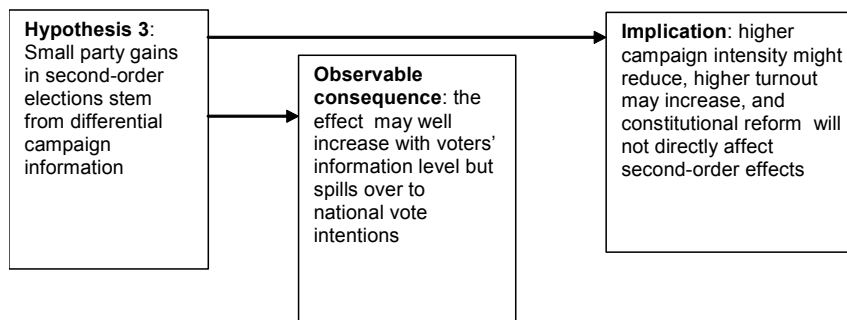 Hypothesis 3:
Small party gains
in second-order
elections stem
from differential
campaign
information
Observable
consequence: the
effect may well
increase with voters'
information level but
spills over to
national vote
intentions
Implication: higher
campaign intensity might
reduce, higher turnout
may increase, and
constitutional reform will
not directly affect
second-order effects